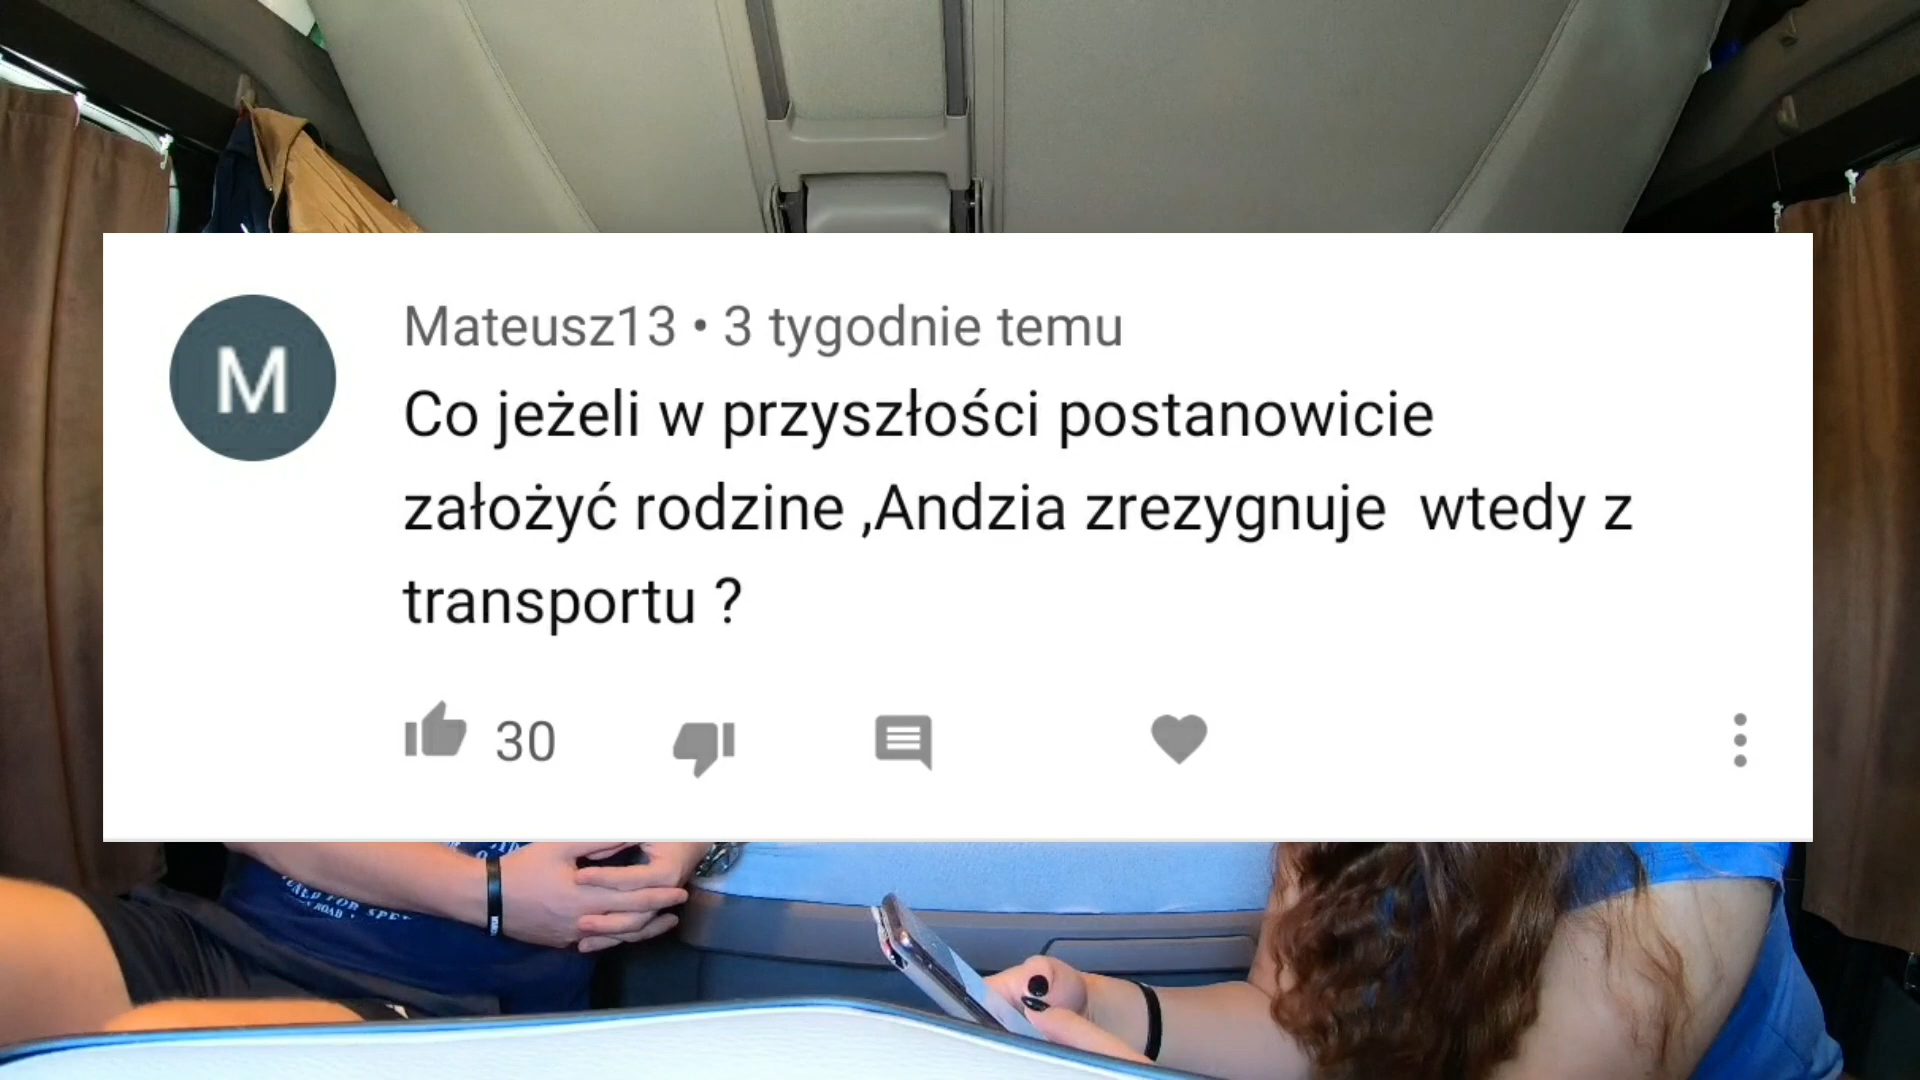 M
Mateusz13 • 3 tygodnie temu
Co jeżeli w przyszłości postanowicie
założyć rodzine ,Andzia zrezygnuje  wtedy z
transportu ?
30